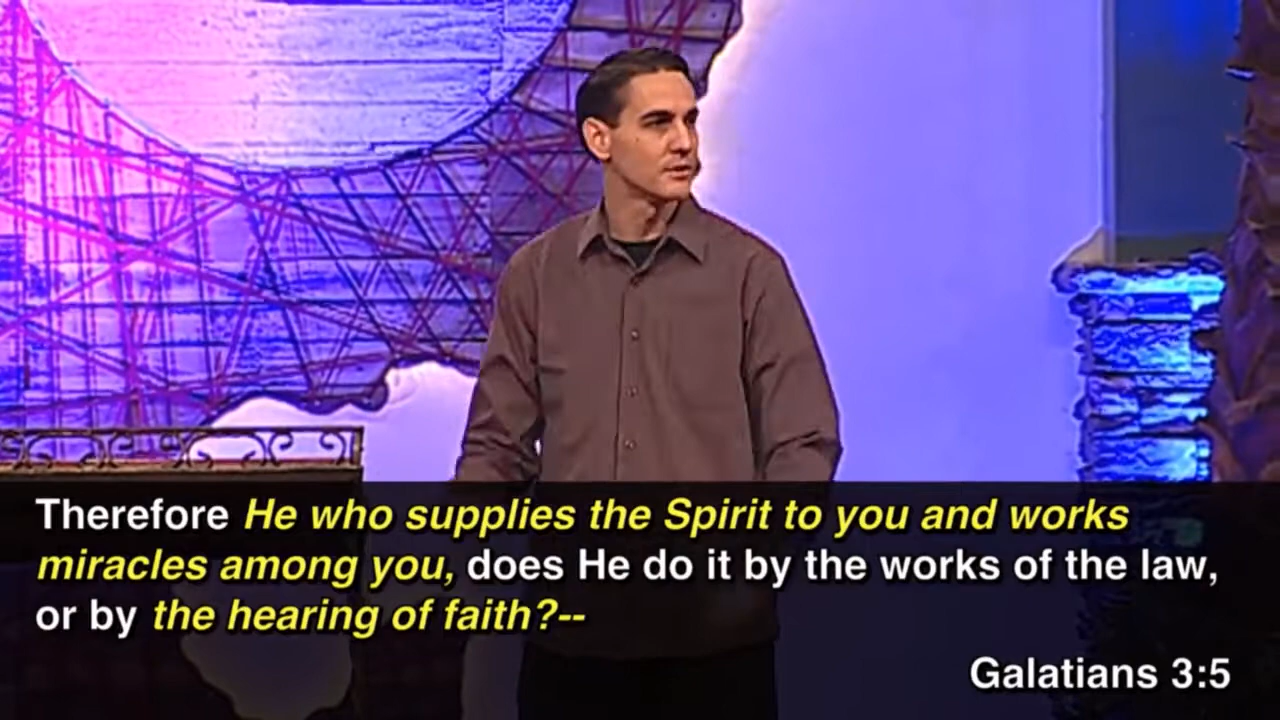 Therefore He who supplies the Spirit to you and works
miracles among you, does He do it by the works of the law,
or by the hearing of faith?--
Galatians 3:5